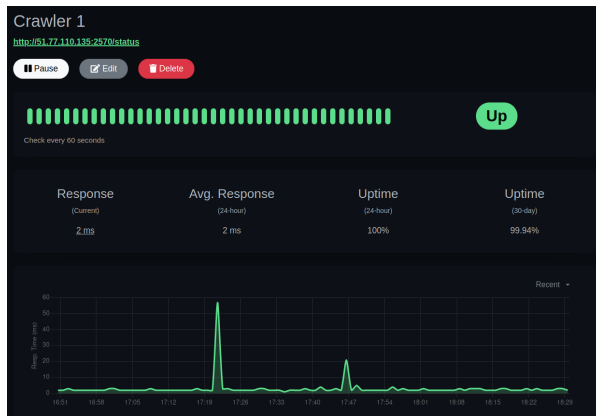 Crawler 1
http://51.77.110.135:2570/status
Pause Edit Delete
Up
Check every 60 seconds
Response Avg. Response Uptime Uptime
(Current) (24-hour) (24-hour) (30-day)
2 ms 2 ms 100% 99.94%
Recent
60
50
40
30
20
10
0
Resp. Time (ms)
16:51 16:58 17:05 17:12 17:19 17:26 17:33 17:40 17:47 17:54 18:01 18:08 18:15 18:22 18:29